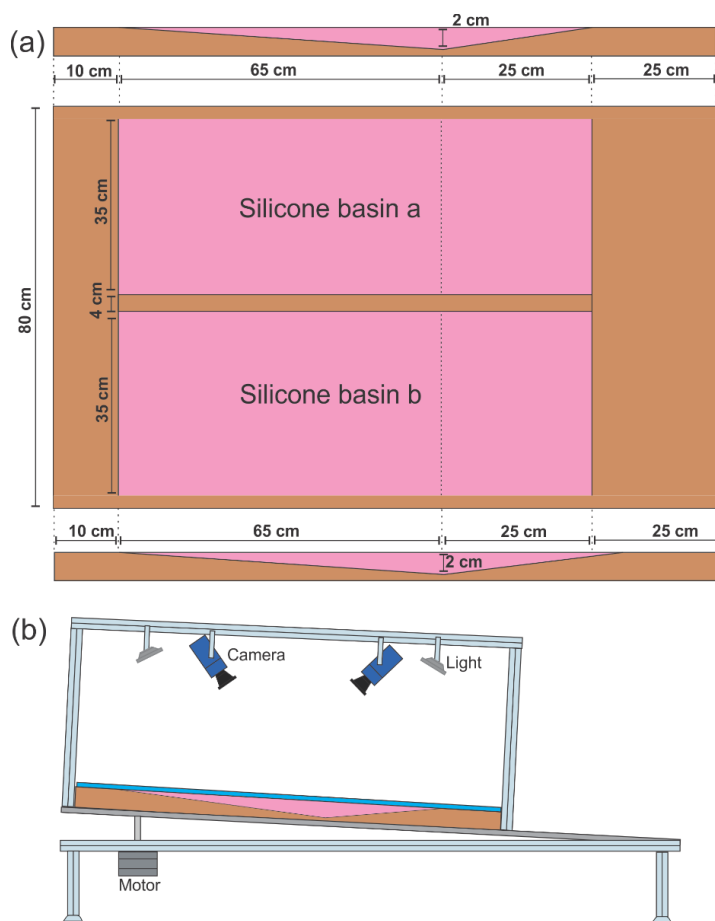 (a)
2 cm
10 cm
65 cm
25 cm
25 cm
35 cm
Silicone basin a
4 cm
80 cm
35 cm
Silicone basin b
10 cm
65 cm
25 cm
25 cm
2 cm
(b)
Camera
Light
Motor